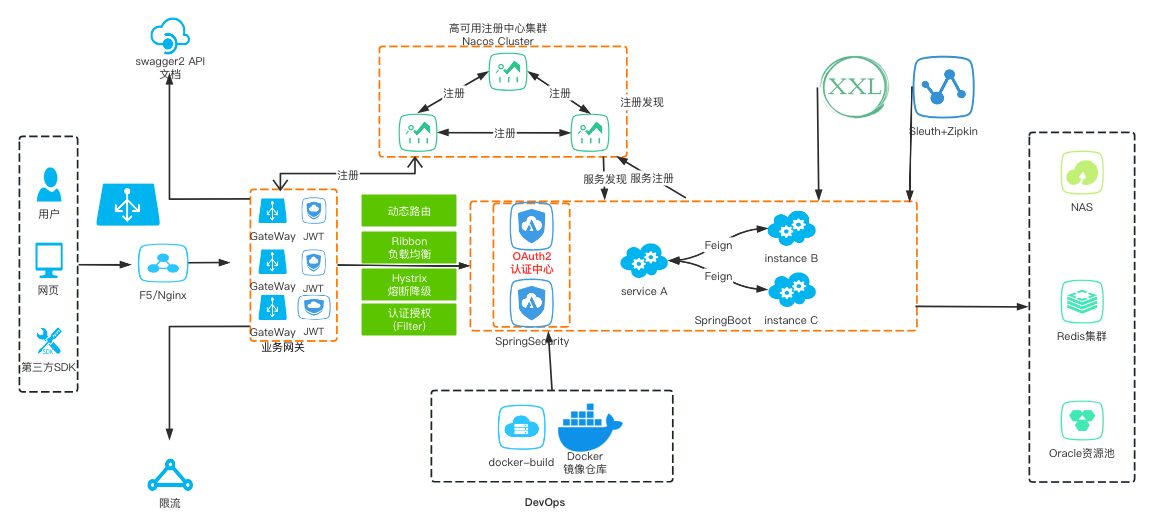 高可用注册中心集群
Nacos Cluster
swagger2 API
文档
注册
注册
注册
注册发现
XXL
Sleuth+Zipkin
注册
服务发现
服务注册
用户
网页
SDK
第三方SDK
F5/Nginx
GateWay
JWT
GateWay
JWT
GateWay
JWT
业务网关
动态路由
Ribbon
负载均衡
Hystrix
熔断降级
认证授权
(Filter)
OAuth2
认证中心
SpringSecurity
service A
Feign
Feign
instance B
instance C
SpringBoot
NAS
Redis集群
Oracle资源池
docker-build
Docker
镜像仓库
DevOps
限流